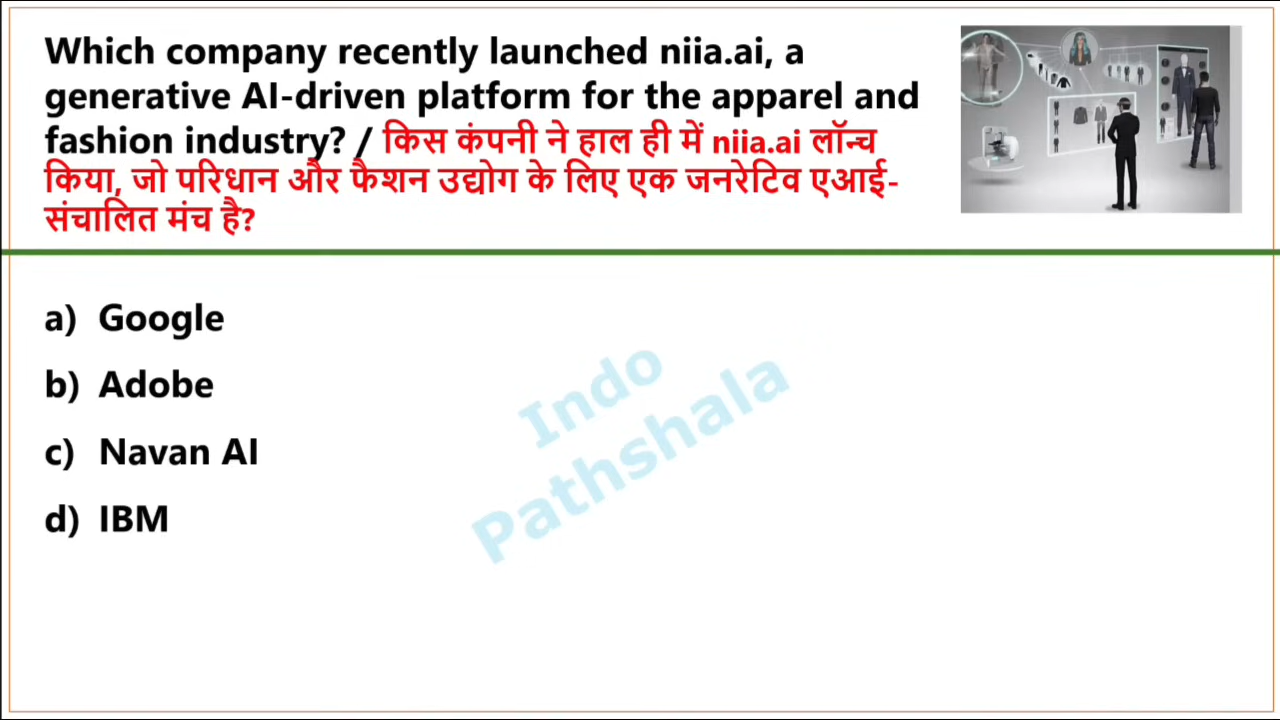 Which company recently launched niia.ai, a
generative AI-driven platform for the apparel and
fashion industry? / किस कंपनी ने हाल ही में niia.ai लॉन्च
किया, जो परिधान और फैशन उद्योग के लिए एक जनरेटिव एआई-
संचालित मंच है?
a) Google
b) Adobe
c) Navan AI
d) IBM
Indo
Pathshala